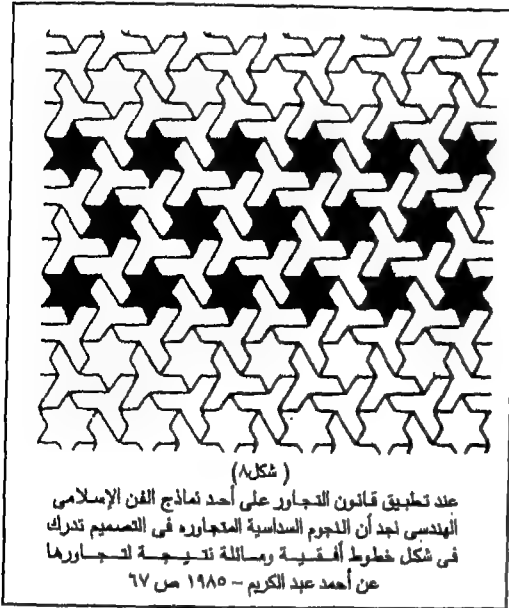 ( شكل٨)
عند تطبيق قانون التجاور على أحد نماذج الفن الإسلامى
الهندسى نجد أن النجوم السداسية المتجاوره فى التصميم تدرك
فى شكل خطوط أفقية ومائلة نتيجة لتجاورها
عن أحمد عبد الكريم – ١٩٨٥ ص ٦٧